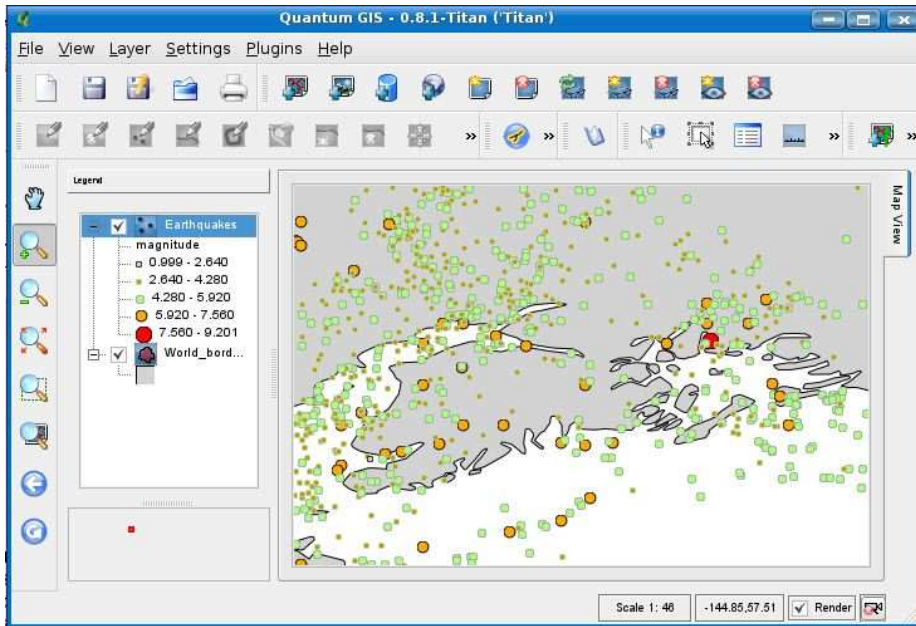 Quantum GIS - 0.8.1-Titan ('Titan')
File View Layer Settings Plugins Help
Legend
Earthquakes
magnitude
0.999 - 2.640
2.640 - 4.280
4.280 - 5.920
5.920 - 7.560
7.560 - 9.201
World_bord...
Map View
Scale 1: 46
-144.85,57.51
Render